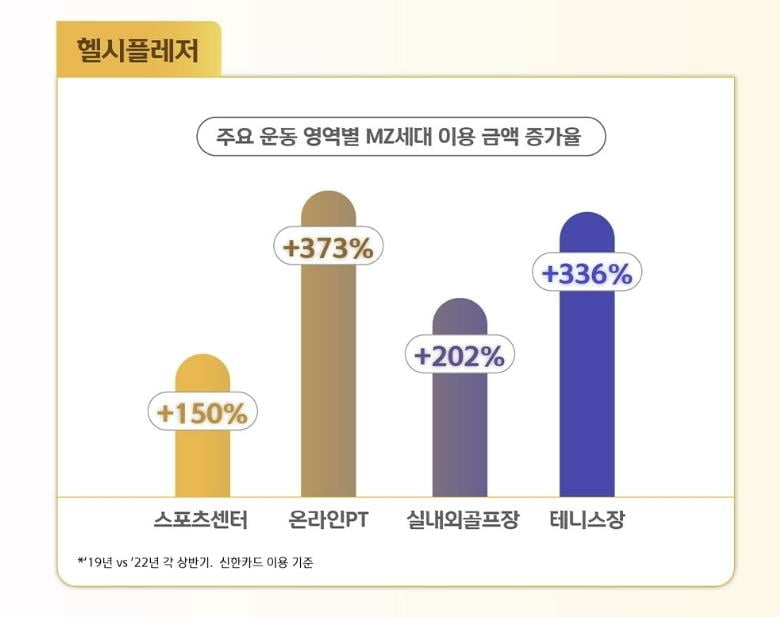 헬시플레저
주요 운동 영역별 MZ세대 이용 금액 증가율
+373%
+336%
+202%
+150%
스포츠센터 온라인PT 실내외골프장 테니스장
*'19년 vs '22년 각 상반기. 신한카드 이용 기준